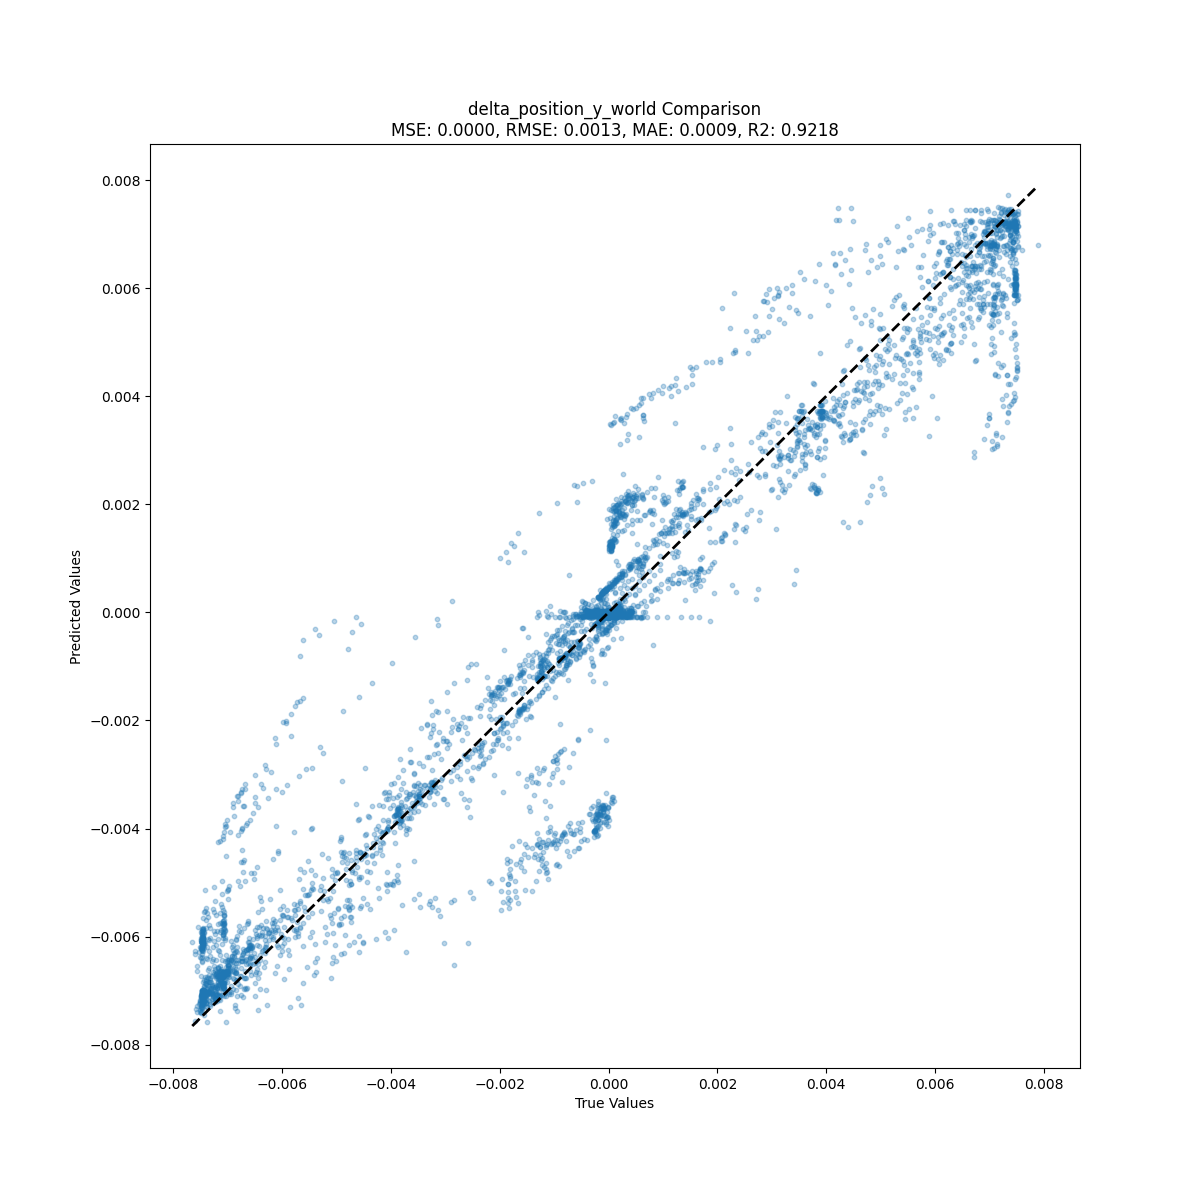 delta_position_y_world Comparison
MSE: 0.0000, RMSE: 0.0013, MAE: 0.0009, R2: 0.9218
0.008
0.006
0.004
0.002
0.000
−0.002
−0.004
−0.006
−0.008
Predicted Values
−0.008 −0.006 −0.004 −0.002 0.000 0.002 0.004 0.006 0.008
True Values